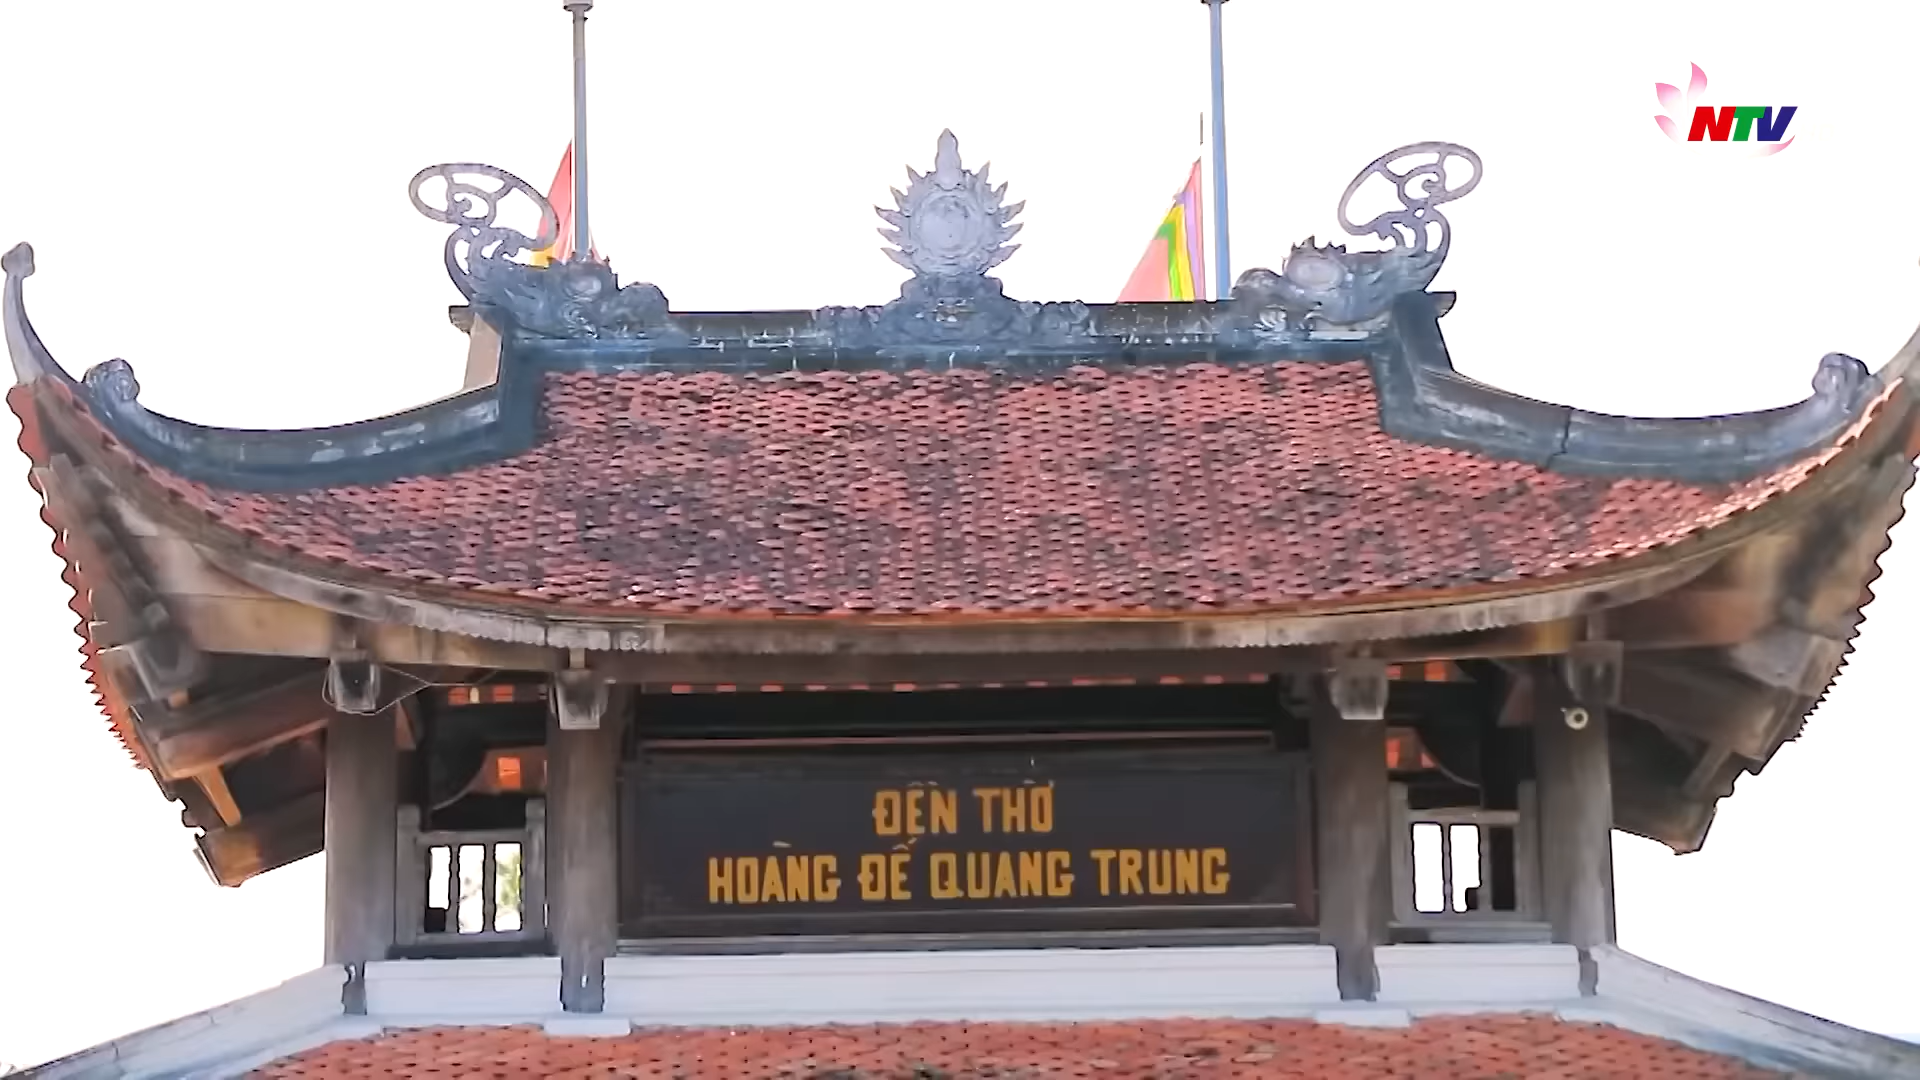 NTV
ĐỀN THỜ
HOÀNG ĐẾ QUANG TRUNG